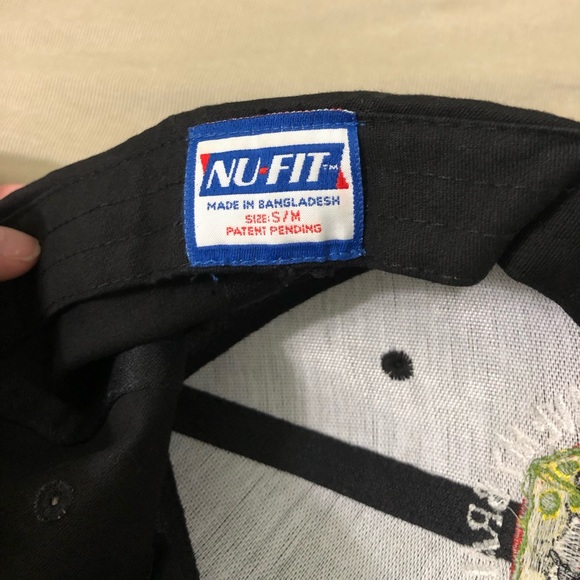 NU-FIT™
MADE IN BANGLADESH
SIZE: S/M
PATENT PENDING